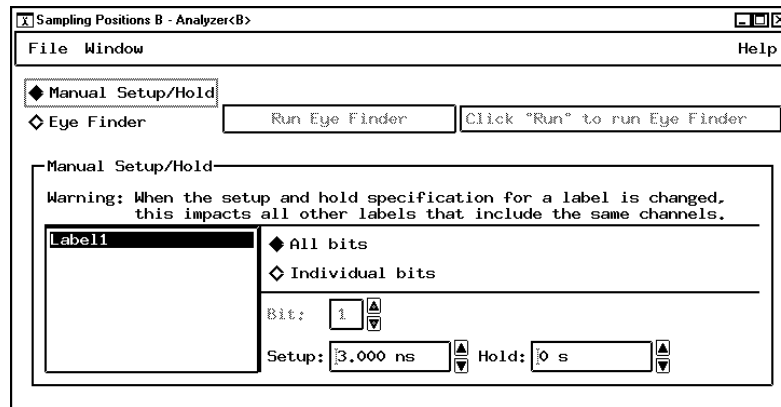 Sampling Positions B - Analyzer<B>
File Window Help
Manual Setup/Hold
Eye Finder Run Eye Finder Click "Run" to run Eye Finder
Manual Setup/Hold
Warning: When the setup and hold specification for a label is changed,
this impacts all other labels that include the same channels.
Label1
All bits
Individual bits
Bit: 1
Setup: 3.000 ns Hold: 0 s